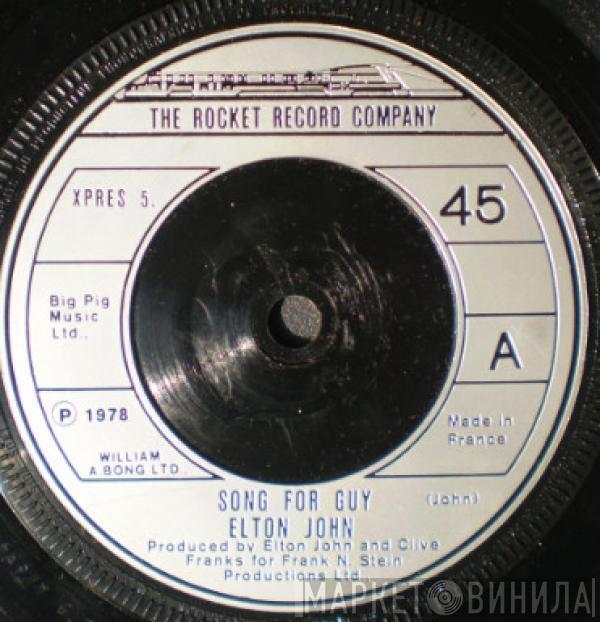 THE ROCKET RECORD COMPANY
XPRES 5.
45
Big Pig
Music
Ltd..
A
℗ 1978
Made in
France
WILLIAM
A.BONG LTD.
SONG FOR GUY
(John)
ELTON JOHN
Produced by Elton John and Clive
Franks for Frank N. Stein
Productions Ltd.
МАРКЕТ ВИНИЛА